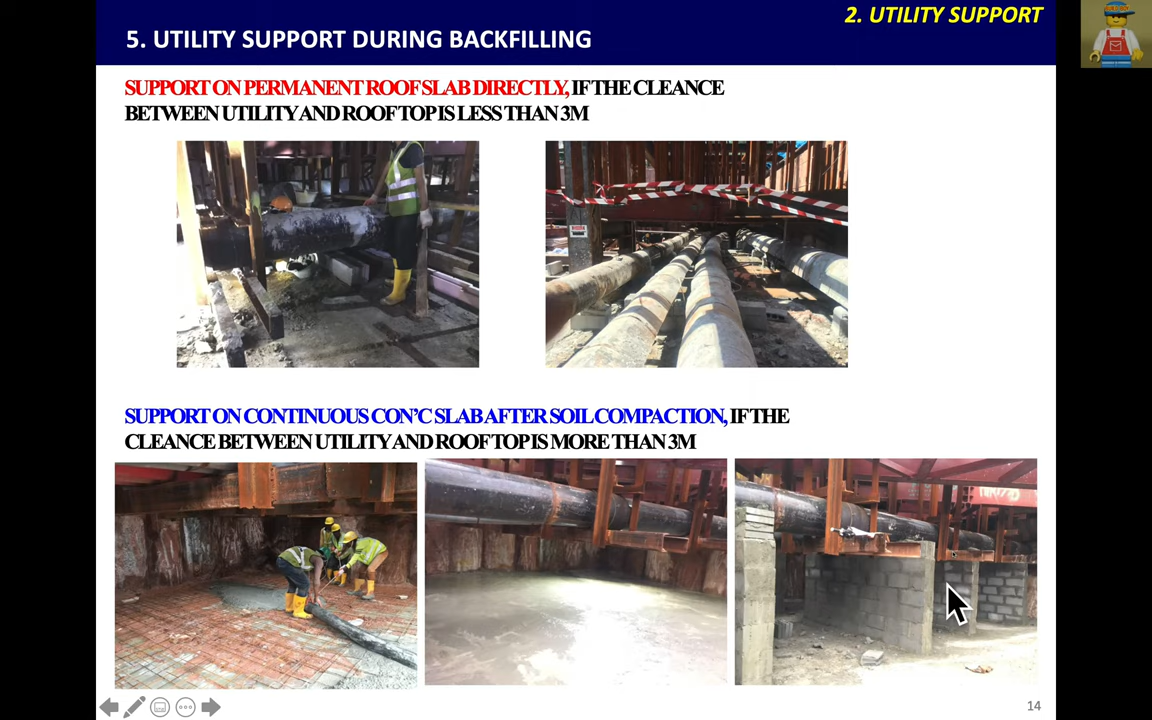 2. UTILITY SUPPORT
5. UTILITY SUPPORT DURING BACKFILLING
SUPPORT ON PERMANENT ROOF SLAB DIRECTLY, IF THE CLEANCE
BETWEEN UTILITY AND ROOF TOP IS LESS THAN 3M
SUPPORT ON CONTINUOUS CON'C SLAB AFTER SOIL COMPACTION, IF THE
CLEANCE BETWEEN UTILITY AND ROOF TOP IS MORE THAN 3M
14